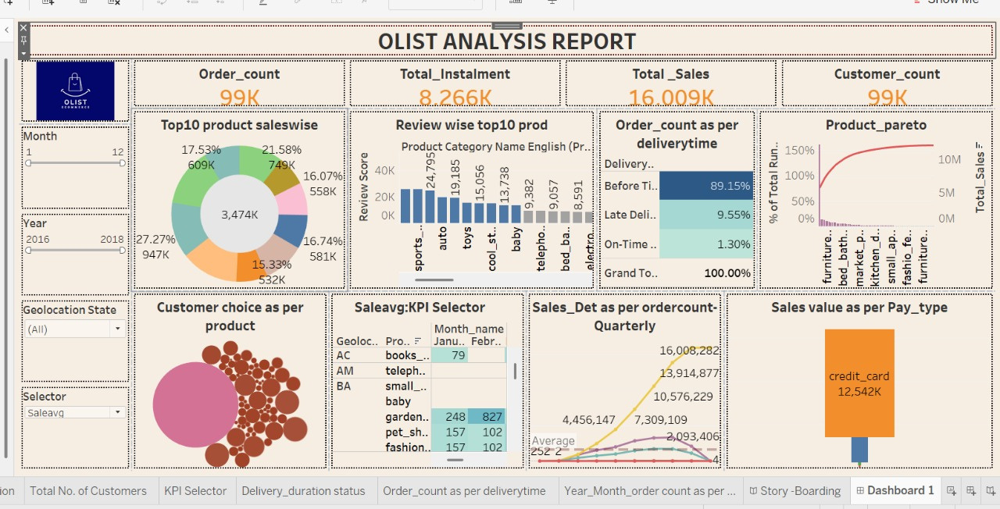 Show Me
OLIST ANALYSIS REPORT
OLIST
ECOMMERCE
Order_count
99K
Total_Instalment
8,266K
Total _Sales
16,009K
Customer_count
99K
Month
1 12
Year
2016 2018
Geolocation State
(All)
Selector
Saleavg
Top10 product saleswise
17.53%
609K
21.58%
749K
16.07%
558K
3,474K
27.27%
947K
16.74%
581K
15.33%
532K
Review wise top10 prod
Product Category Name English (Pr..
Review Score
40K
20K
0K
24,795
19,185
15,056
13,738
9,382
9,057
8,591
sports_..
auto
toys
cool_st..
baby
telepho..
bed_ba..
electro..
Order_count as per
deliverytime
Delivery..
Before Ti.. 89.15%
Late Deli.. 9.55%
On-Time .. 1.30%
Grand To.. 100.00%
Product_pareto
% of Total Run..
150%
100%
50%
0%
10M
5M
0M
Total_Sales F
furniture..
bed_bath..
market_p..
kitchen_d..
small_ap..
fashio_fe..
furniture..
Customer choice as per
product
Saleavg:KPI Selector
Month_name
Geoloc.. Pro.. Janu.. Febr..
AC books_.. 79
AM teleph..
BA small_..
baby
garden.. 248 827
pet_sh.. 157 102
fashion.. 157 102
Sales_Det as per ordercount-
Quarterly
16,008,282
13,914,877
10,576,229
4,456,147 7,309,109
2,093,406
Average
252.2
4
Sales value as per Pay_type
credit_card
12,542K
ion
Total No. of Customers
KPI Selector
Delivery_duration status
Order_count as per deliverytime
Year_Month_order count as per ...
Story -Boarding
Dashboard 1